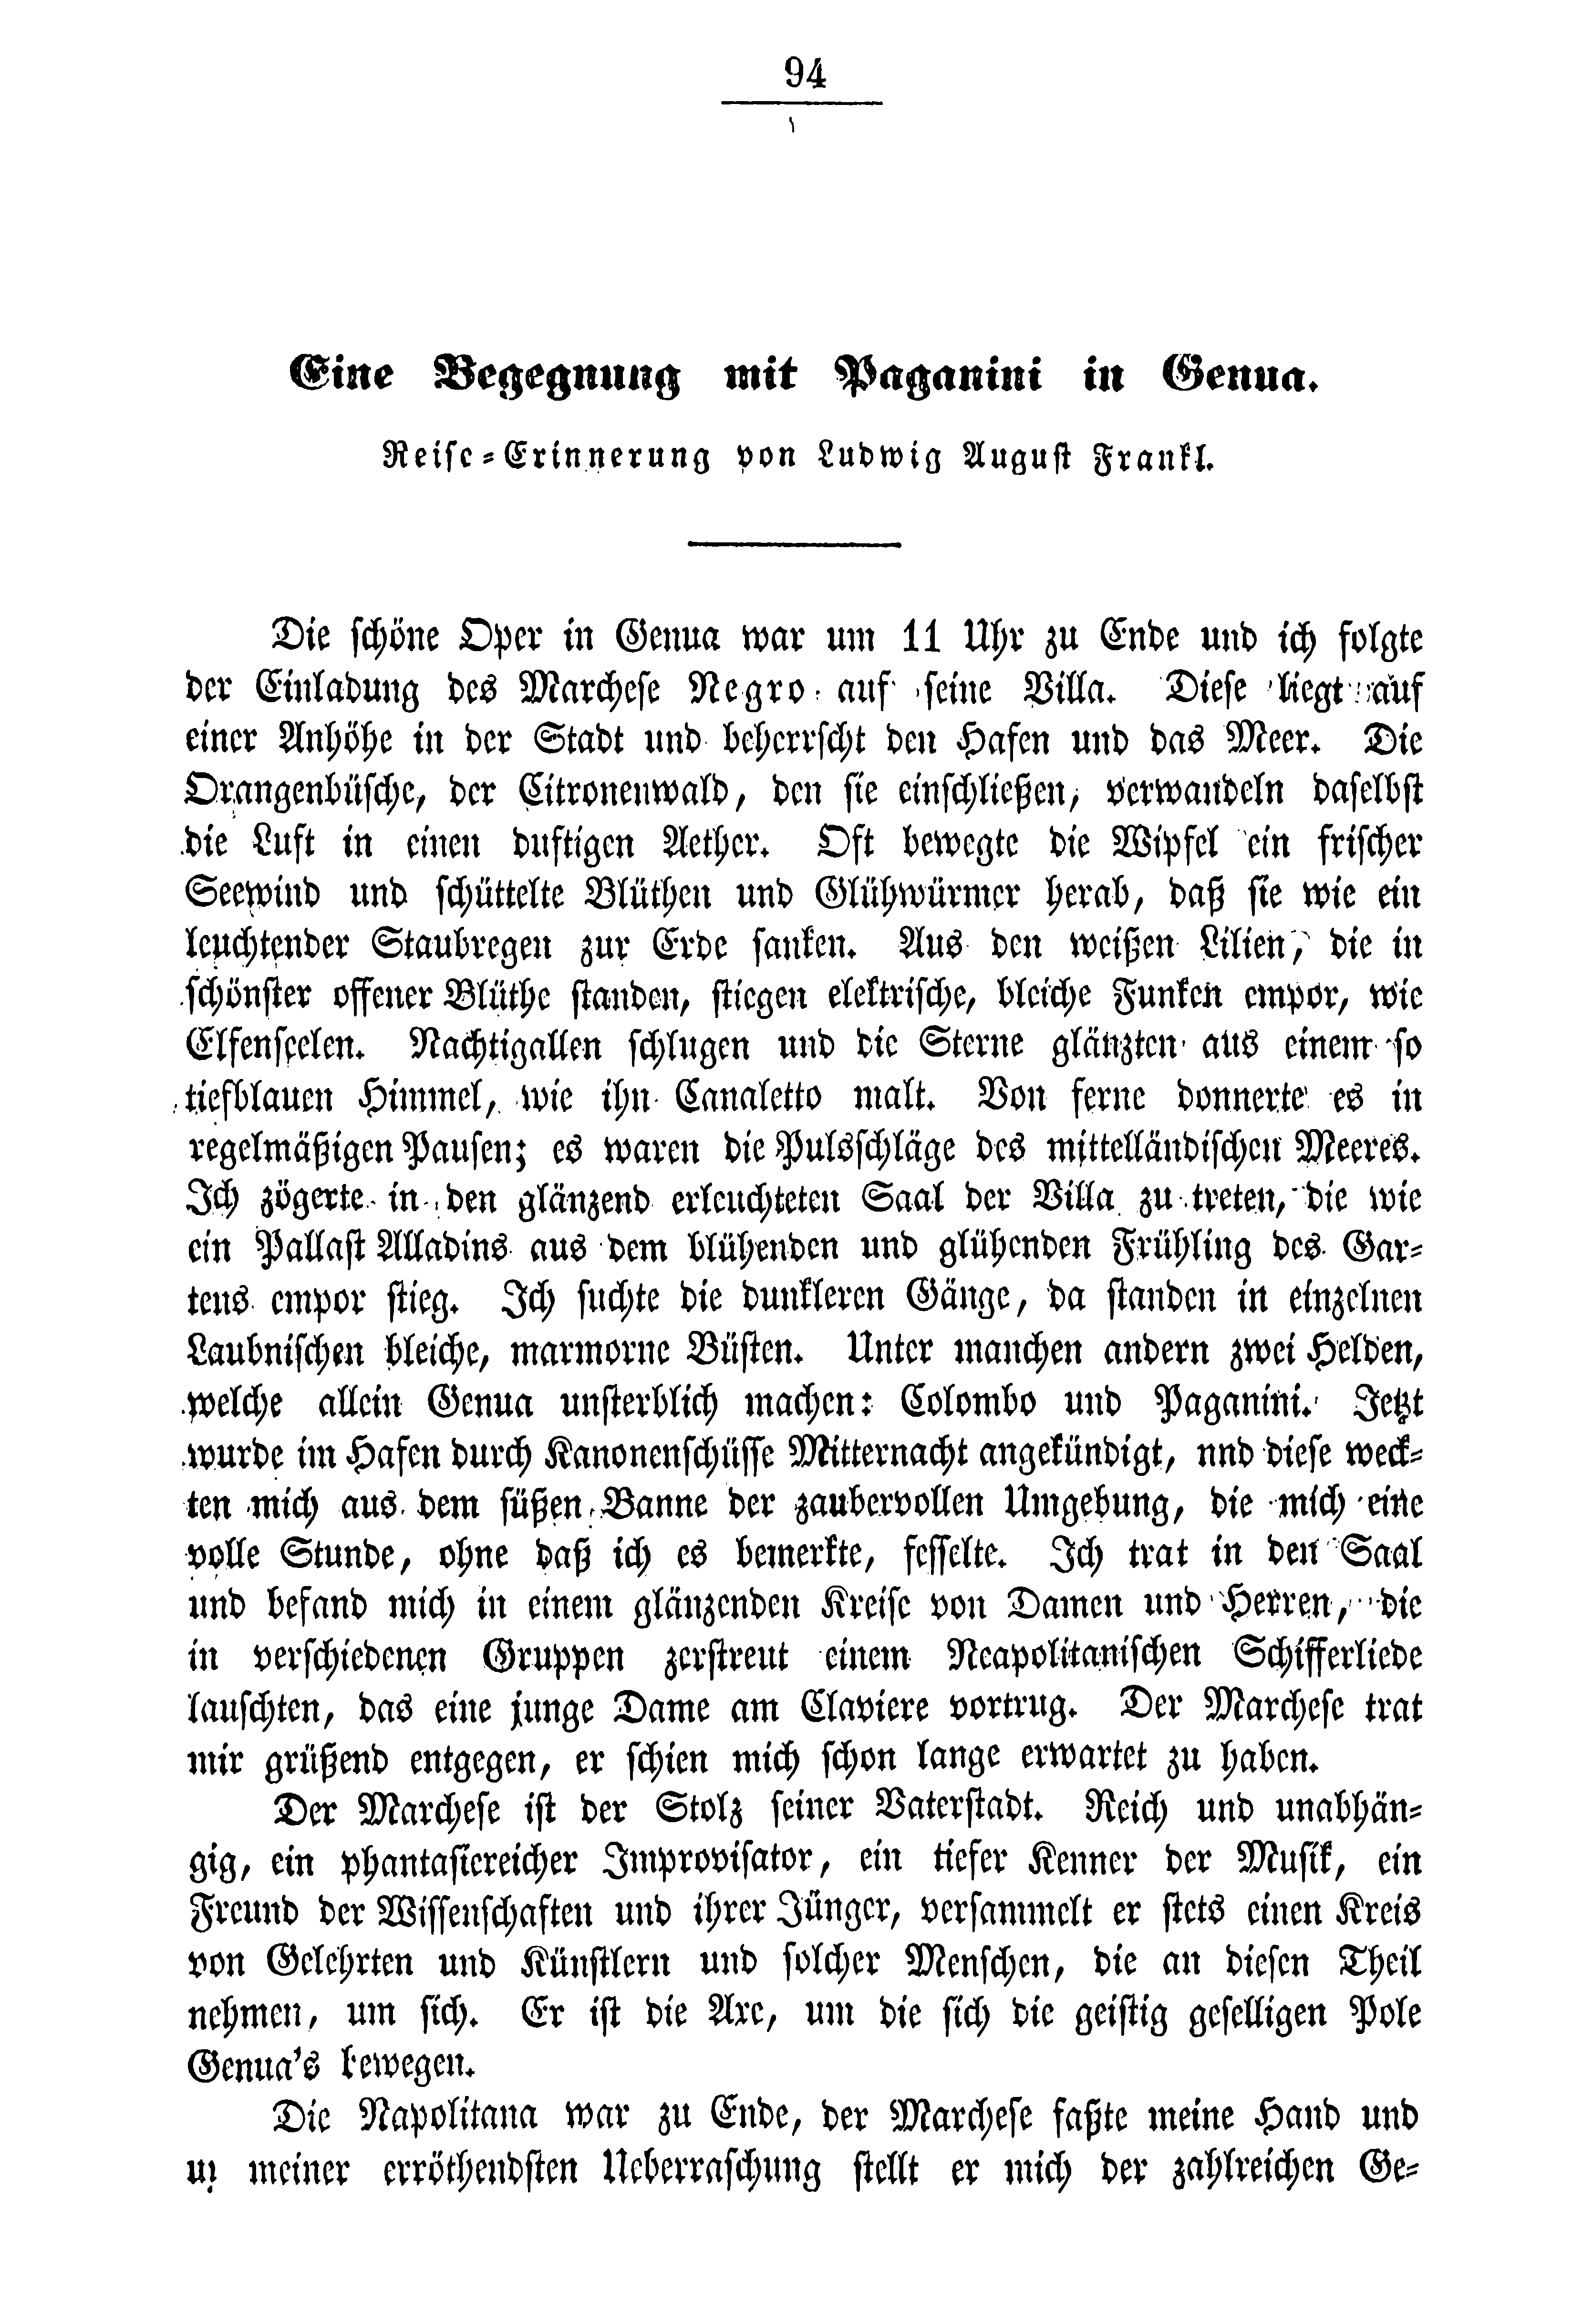 94
Eine Begegnung mit Paganini in Genua.
Reise-Erinnerung von Ludwig August Frankl.
Die schöne Oper in Genua war um 11 Uhr zu Ende und ich folgte
der Einladung des Marchese Negro auf seine Villa. Diese liegt auf
einer Anhöhe in der Stadt und beherrscht den Hafen und das Meer. Die
Orangenbüsche, der Citronenwald, den sie einschließen, verwandeln daselbst
die Luft in einen duftigen Aether. Oft bewegte die Wipfel ein frischer
Seewind und schüttelte Blüthen und Glühwürmer herab, daß sie wie ein
leuchtender Staubregen zur Erde sanken. Aus den weißen Lilien, die in
schönster offener Blüthe standen, stiegen elektrische, bleiche Funken empor, wie
Elfenseelen. Nachtigallen schlugen und die Sterne glänzten aus einem so
tiefblauen Himmel, wie ihn Canaletto malt. Von ferne donnerte es in
regelmäßigen Pausen; es waren die Pulsschläge des mittelländischen Meeres.
Ich zögerte in den glänzend erleuchteten Saal der Villa zu treten, die wie
ein Pallast Alladins aus dem blühenden und glühenden Frühling des Gar-
tens empor stieg. Ich suchte die dunkleren Gänge, da standen in einzelnen
Laubnischen bleiche, marmorne Büsten. Unter manchen andern zwei Helden,
welche allein Genua unsterblich machen: Colombo und Paganini. Jetzt
wurde im Hafen durch Kanonenschüsse Mitternacht angekündigt, nnd diese weck-
ten mich aus dem süßen Banne der zaubervollen Umgebung, die mich eine
volle Stunde, ohne daß ich es bemerkte, fesselte. Ich trat in den Saal
und befand mich in einem glänzenden Kreise von Damen und Herren, die
in verschiedenen Gruppen zerstreut einem Neapolitanischen Schifferliede
lauschten, das eine junge Dame am Claviere vortrug. Der Marchese trat
mir grüßend entgegen, er schien mich schon lange erwartet zu haben.
Der Marchese ist der Stolz seiner Vaterstadt. Reich und unabhän-
gig, ein phantasiereicher Improvisator, ein tiefer Kenner der Musik, ein
Freund der Wissenschaften und ihrer Jünger, versammelt er stets einen Kreis
von Gelehrten und Künstlern und solcher Menschen, die an diesen Theil
nehmen, um sich. Er ist die Axe, um die sich die geistig geselligen Pole
Genua's bewegen.
Die Napolitana war zu Ende, der Marchese faßte meine Hand und
meiner erröthendsten Ueberraschung stellt er mich der zahlreichen Ge-